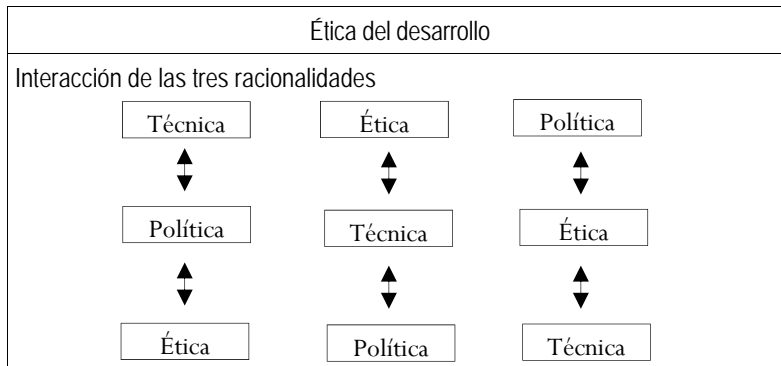 Ética del desarrollo
Interacción de las tres racionalidades
Técnica Ética Política
Política Técnica Ética
Ética Política Técnica